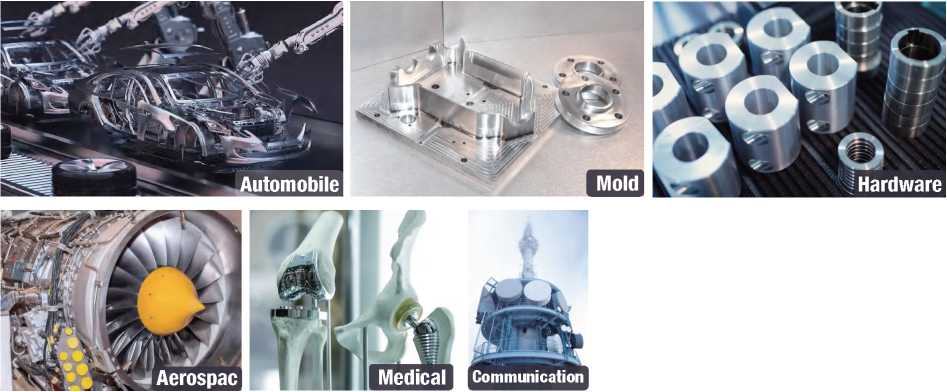 Automobile
Mold
Hardware
Aerospac
Medical
Communication